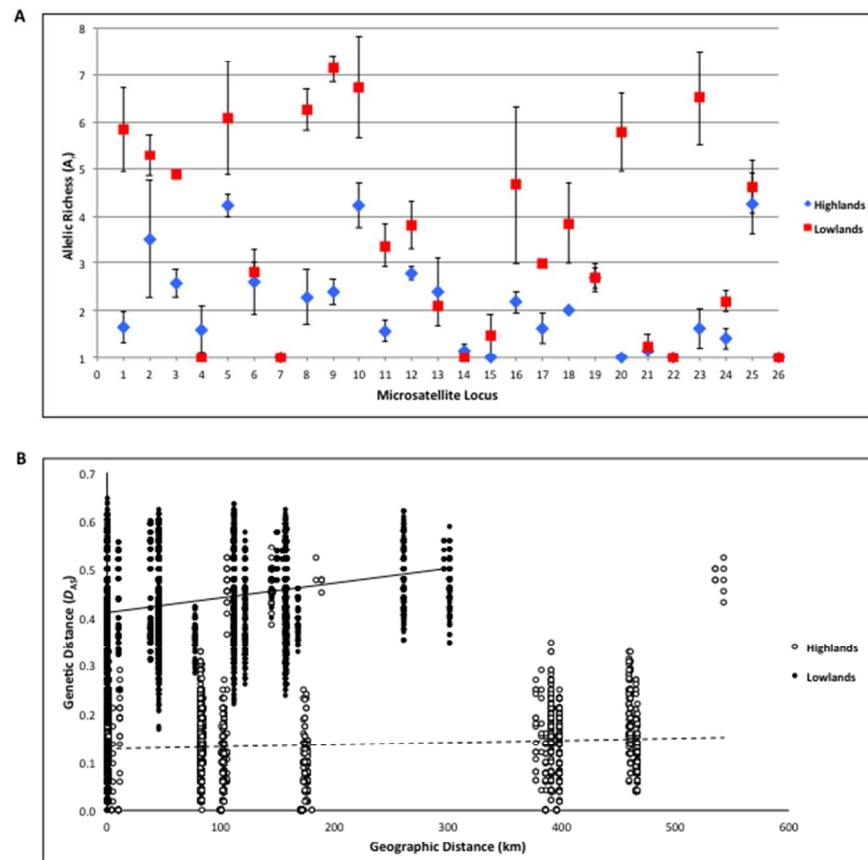 A
8
7
6
5
4
3
2
1
Allelic Richess (Ar)
0 1 2 3 4 5 6 7 8 9 10 11 12 13 14 15 16 17 18 19 20 21 22 23 24 25 26
Microsatellite Locus
Highlands
Lowlands
B
0.7
0.6
0.5
0.4
0.3
0.2
0.1
0.0
Genetic Distance (DAS)
0 100 200 300 400 500 600
Geographic Distance (km)
Highlands
Lowlands